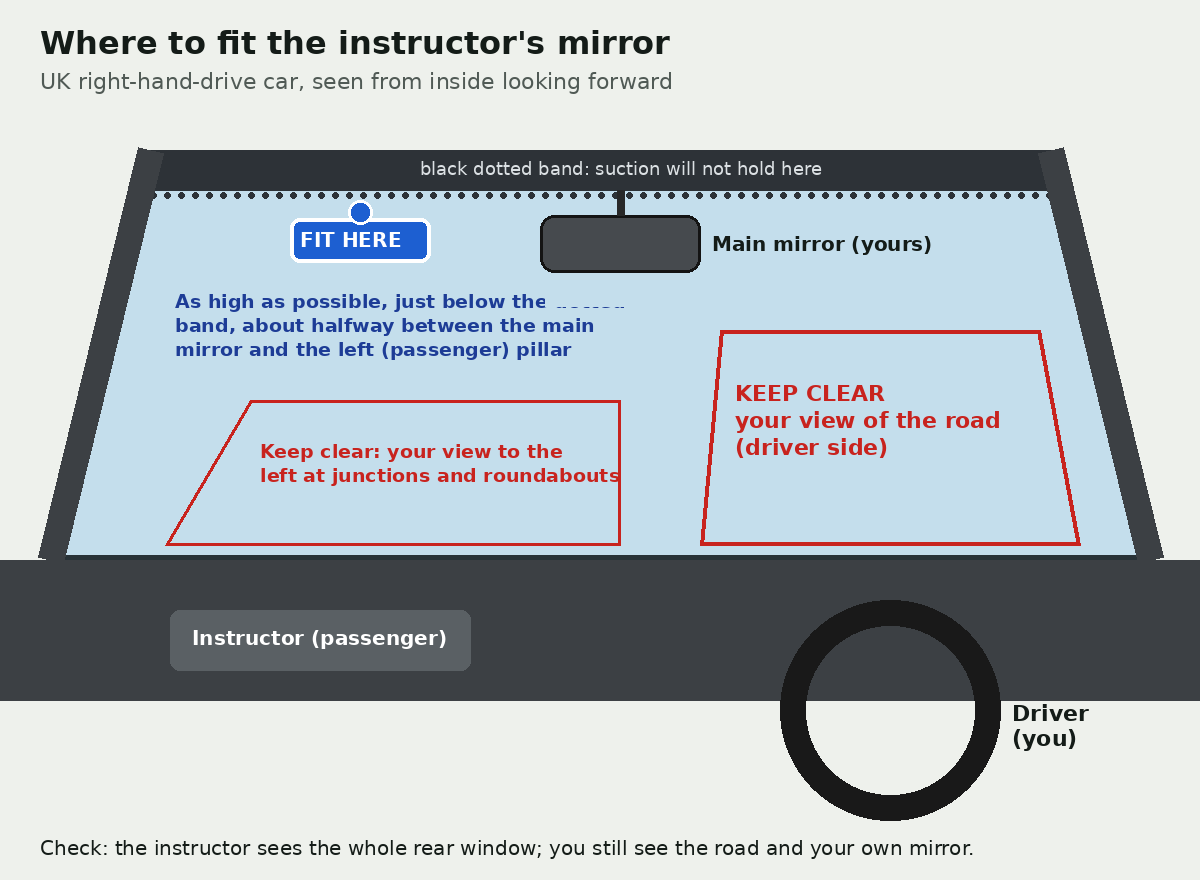 Where to fit the instructor's mirror
UK right-hand-drive car, seen from inside looking forward
black dotted band: suction will not hold here
FIT HERE
Main mirror (yours)
As high as possible, just below the
band, about halfway between the main
mirror and the left (passenger) pillar
KEEP CLEAR
your view of the road
(driver side)
Keep clear: your view to the
left at junctions and roundabouts
Instructor (passenger)
Driver
(you)
Check: the instructor sees the whole rear window; you still see the road and your own mirror.